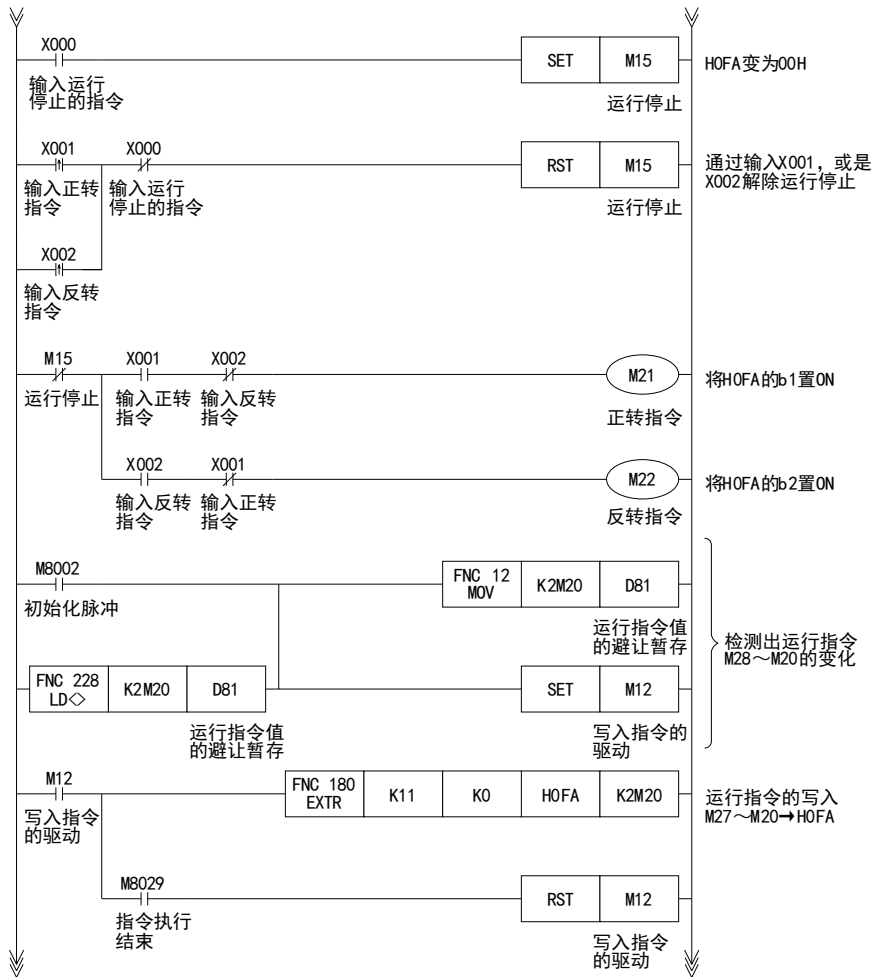 X000
SET
M15
H0FA变为00H
输入运行
停止的指令
运行停止
X001
X000
RST
M15
通过输入X001，或是
X002解除运行停止
输入正转
指令
输入运行
停止的指令
运行停止
X002
输入反转
指令
M15
X001
X002
M21
将H0FA的b1置ON
运行停止
输入正转
指令
输入反转
指令
正转指令
X002
X001
M22
将H0FA的b2置ON
输入反转
指令
输入正转
指令
反转指令
M8002
FNC 12
MOV
K2M20
D81
初始化脉冲
运行指令值
的避让暂存
检测出运行指令
M28～M20的变化
FNC 228
LD<>
K2M20
D81
SET
M12
运行指令值
的避让暂存
写入指令的
驱动
M12
FNC 180
EXTR
K11
K0
H0FA
K2M20
运行指令的写入
M27～M20→H0FA
写入指令
的驱动
M8029
RST
M12
指令执行
结束
写入指令
的驱动